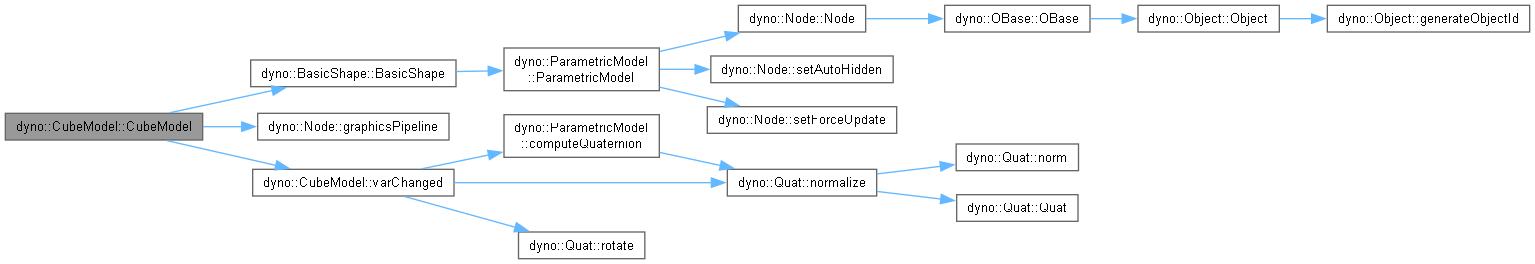 dyno::CubeModel::CubeModel
dyno::BasicShape::BasicShape
dyno::Node::graphicsPipeline
dyno::CubeModel::varChanged
dyno::ParametricModel
::ParametricModel
dyno::ParametricModel
::computeQuaternion
dyno::Quat::rotate
dyno::Node::Node
dyno::Node::setAutoHidden
dyno::Node::setForceUpdate
dyno::Quat::normalize
dyno::OBase::OBase
dyno::Quat::norm
dyno::Quat::Quat
dyno::Object::Object
dyno::Object::generateObjectId